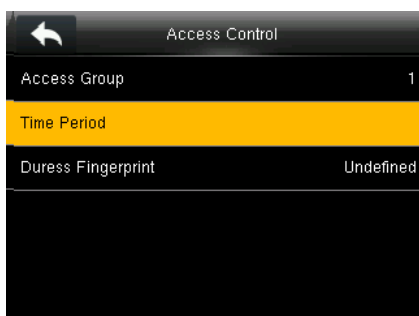 Access Control
Access Group 1
Time Period
Duress Fingerprint Undefined